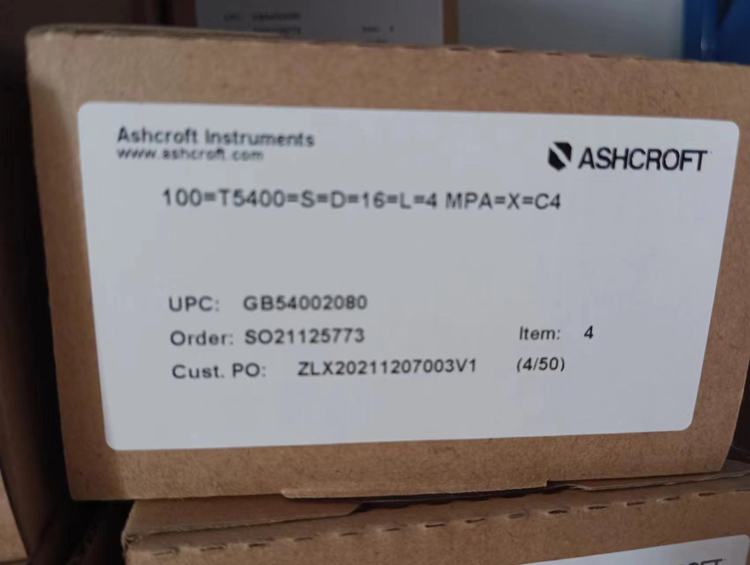 Ashcroft Instruments
www.ashcroft.com
ASHCROFT
100=T5400=S=D=16=L=4 MPA=X=C4
UPC: GB54002080
Order: SO21125773 Item: 4
Cust. PO: ZLX20211207003V1 (4/50)